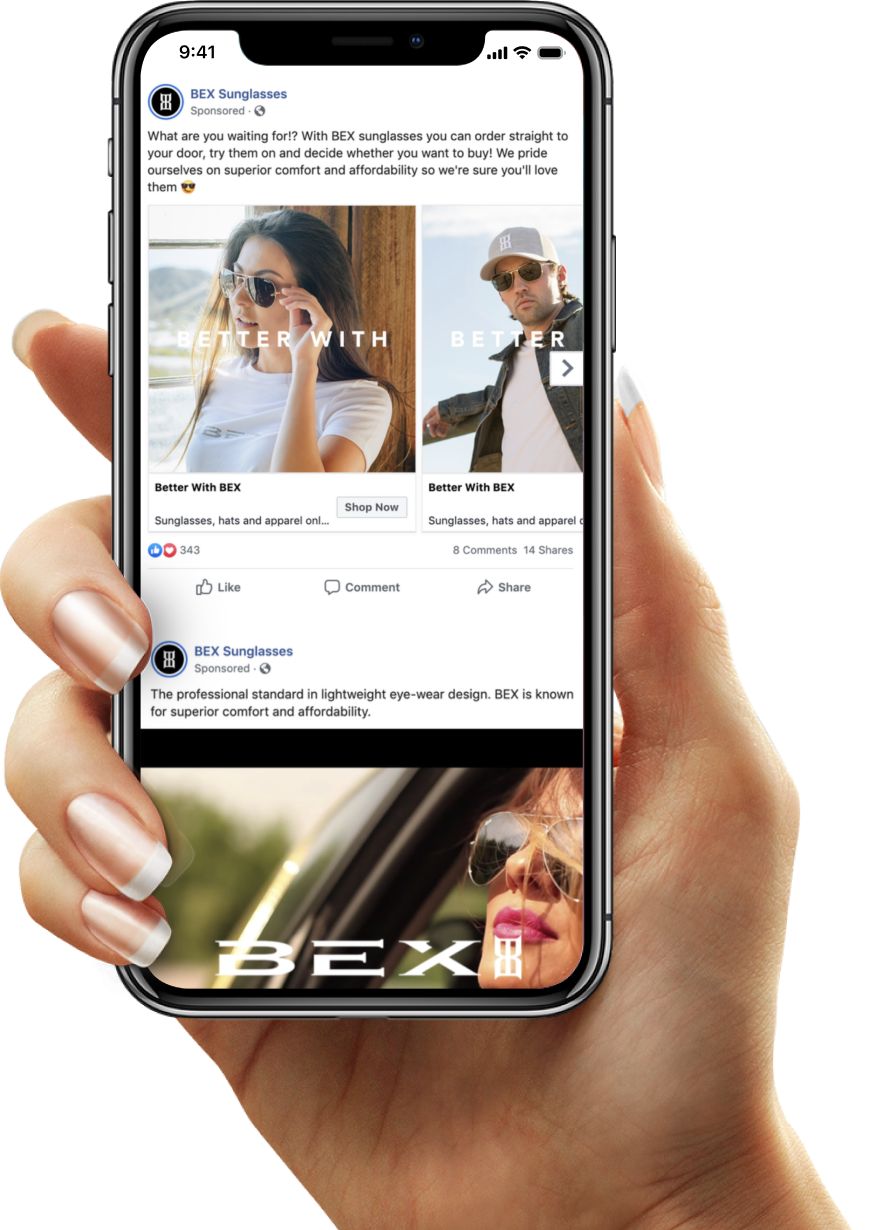 9:41
BEX Sunglasses
Sponsored ·
What are you waiting for!? With BEX sunglasses you can order straight to
your door, try them on and decide whether you want to buy! We pride
ourselves on superior comfort and affordability so we're sure you'll love
them 😎
BETTER WITH
BETTER
Better With BEX
Shop Now
Sunglasses, hats and apparel onl...
Better With BEX
Sunglasses, hats and apparel
343
8 Comments 14 Shares
Like
Comment
Share
BEX Sunglasses
Sponsored ·
The professional standard in lightweight eye-wear design. BEX is known
for superior comfort and affordability.
BEX